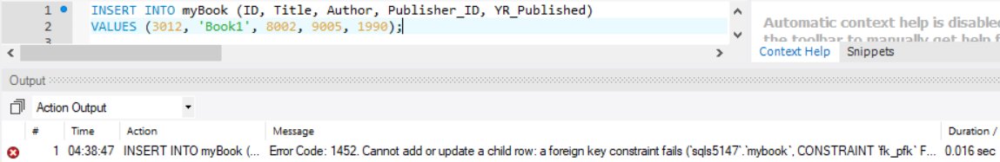 1 INSERT INTO myBook (ID, Title, Author, Publisher_ID, YR_Published)
2 VALUES (3012, 'Book1', 8002, 9005, 1990);
3
Automatic context help is disabled
the toolbar to manually get help f
Context Help Snippets
Output
Action Output
# Time Action Message Duration /
1 04:38:47 INSERT INTO myBook (... Error Code: 1452. Cannot add or update a child row: a foreign key constraint fails (`sqls5147`.`mybook`, CONSTRAINT `fk_pfk` F... 0.016 sec